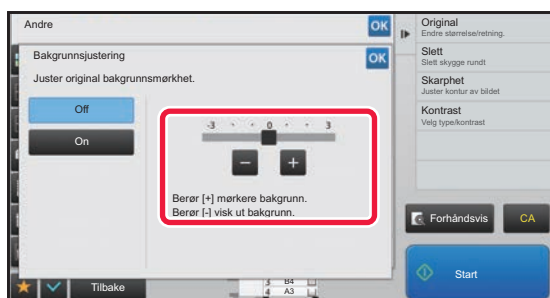 Andre
OK
Bakgrunnsjustering
OK
Juster original bakgrunnsmørkhet.
Off
On
-3 0 3
Berør [+] mørkere bakgrunn.
Berør [-] visk ut bakgrunn.
Tilbake
3 B4
4 A3
Original
Endre størrelse/retning.
Slett
Slett skygge rundt
Skarphet
Juster kontur av bildet
Kontrast
Velg type/kontrast
Forhåndsvis
CA
Start